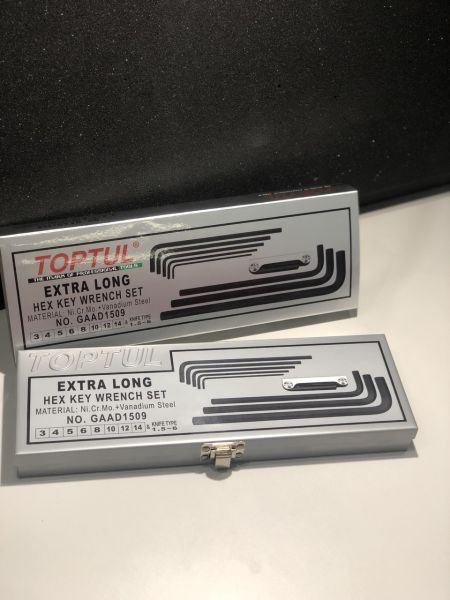 TOPTUL®
THE MARK OF PROFESSIONAL TOOLS
EXTRA LONG
HEX KEY WRENCH SET
MATERIAL: Ni.Cr.Mo.+Vanadium Steel
NO. GAAD1509
3 4 5 6 8 10 12 14 & KNIFE TYPE 1.5-6
TOPTUL
EXTRA LONG
HEX KEY WRENCH SET
MATERIAL: Ni.Cr.Mo.+Vanadium Steel
NO. GAAD1509
3 4 5 6 8 10 12 14 & KNIFE TYPE 1.5-6